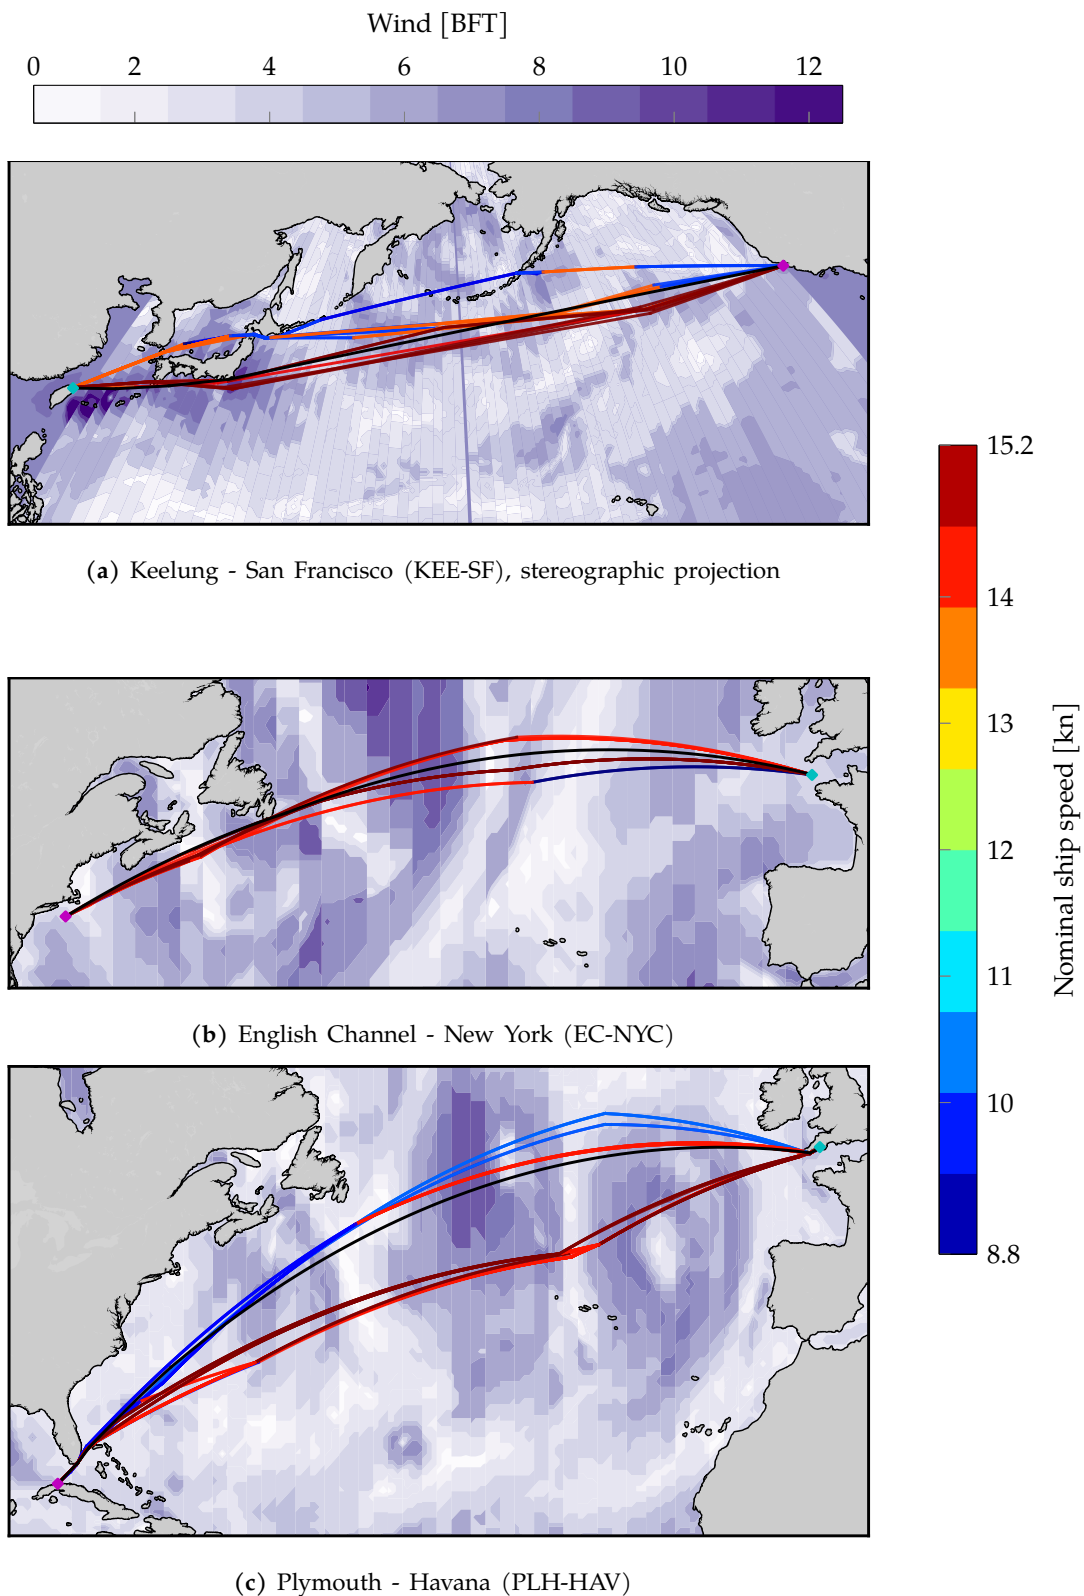 Wind [BFT]
0 2 4 6 8 10 12
(a) Keelung - San Francisco (KEE-SF), stereographic projection
15.2
14
13
12
11
10
8.8
Nominal ship speed [kn]
(b) English Channel - New York (EC-NYC)
(c) Plymouth - Havana (PLH-HAV)